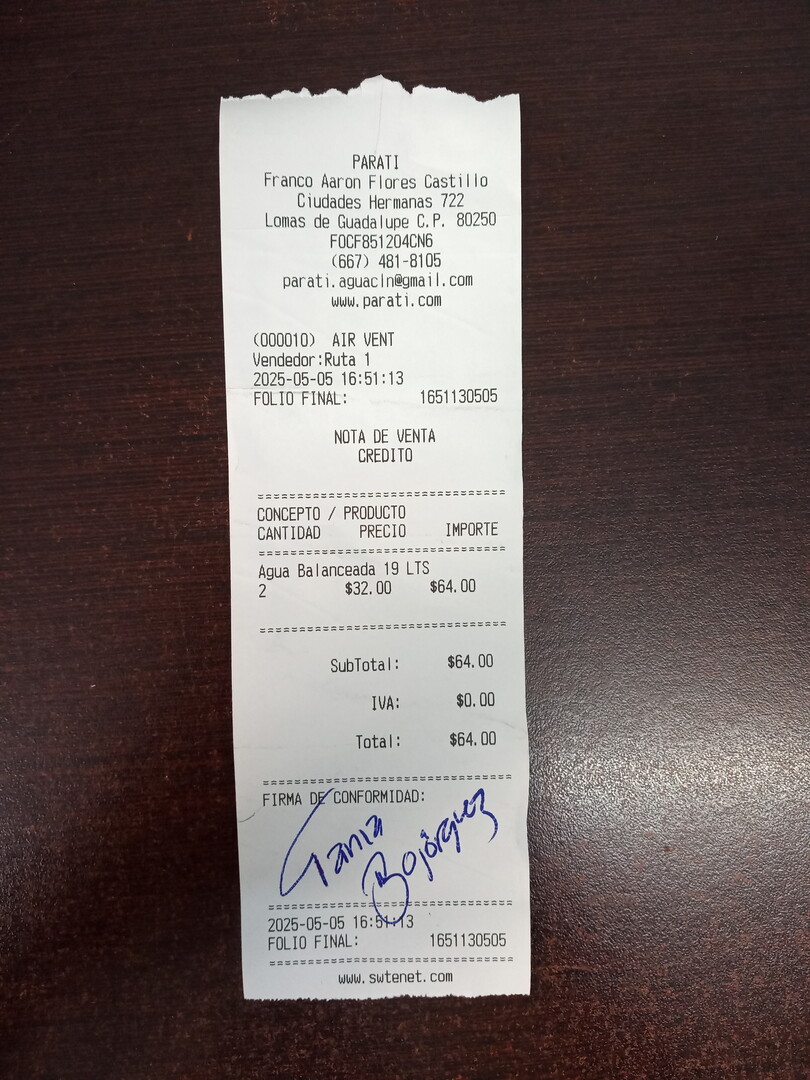 PARATI
Franco Aaron Flores Castillo
Ciudades Hermanas 722
Lomas de Guadalupe C.P. 80250
FOCF851204CN6
(667) 481-8105
parati.aguacln@gmail.com
www.parati.com
(000010) AIR VENT
Vendedor:Ruta 1
2025-05-05 16:51:13
FOLIO FINAL: 1651130505
NOTA DE VENTA
CREDITO
CONCEPTO / PRODUCTO
CANTIDAD PRECIO IMPORTE
Agua Balanceada 19 LTS
2 $32.00 $64.00
SubTotal: $64.00
IVA: $0.00
Total: $64.00
FIRMA DE CONFORMIDAD:
Tania
Bojórquez
2025-05-05 16:51:13
FOLIO FINAL: 1651130505
www.swtenet.com